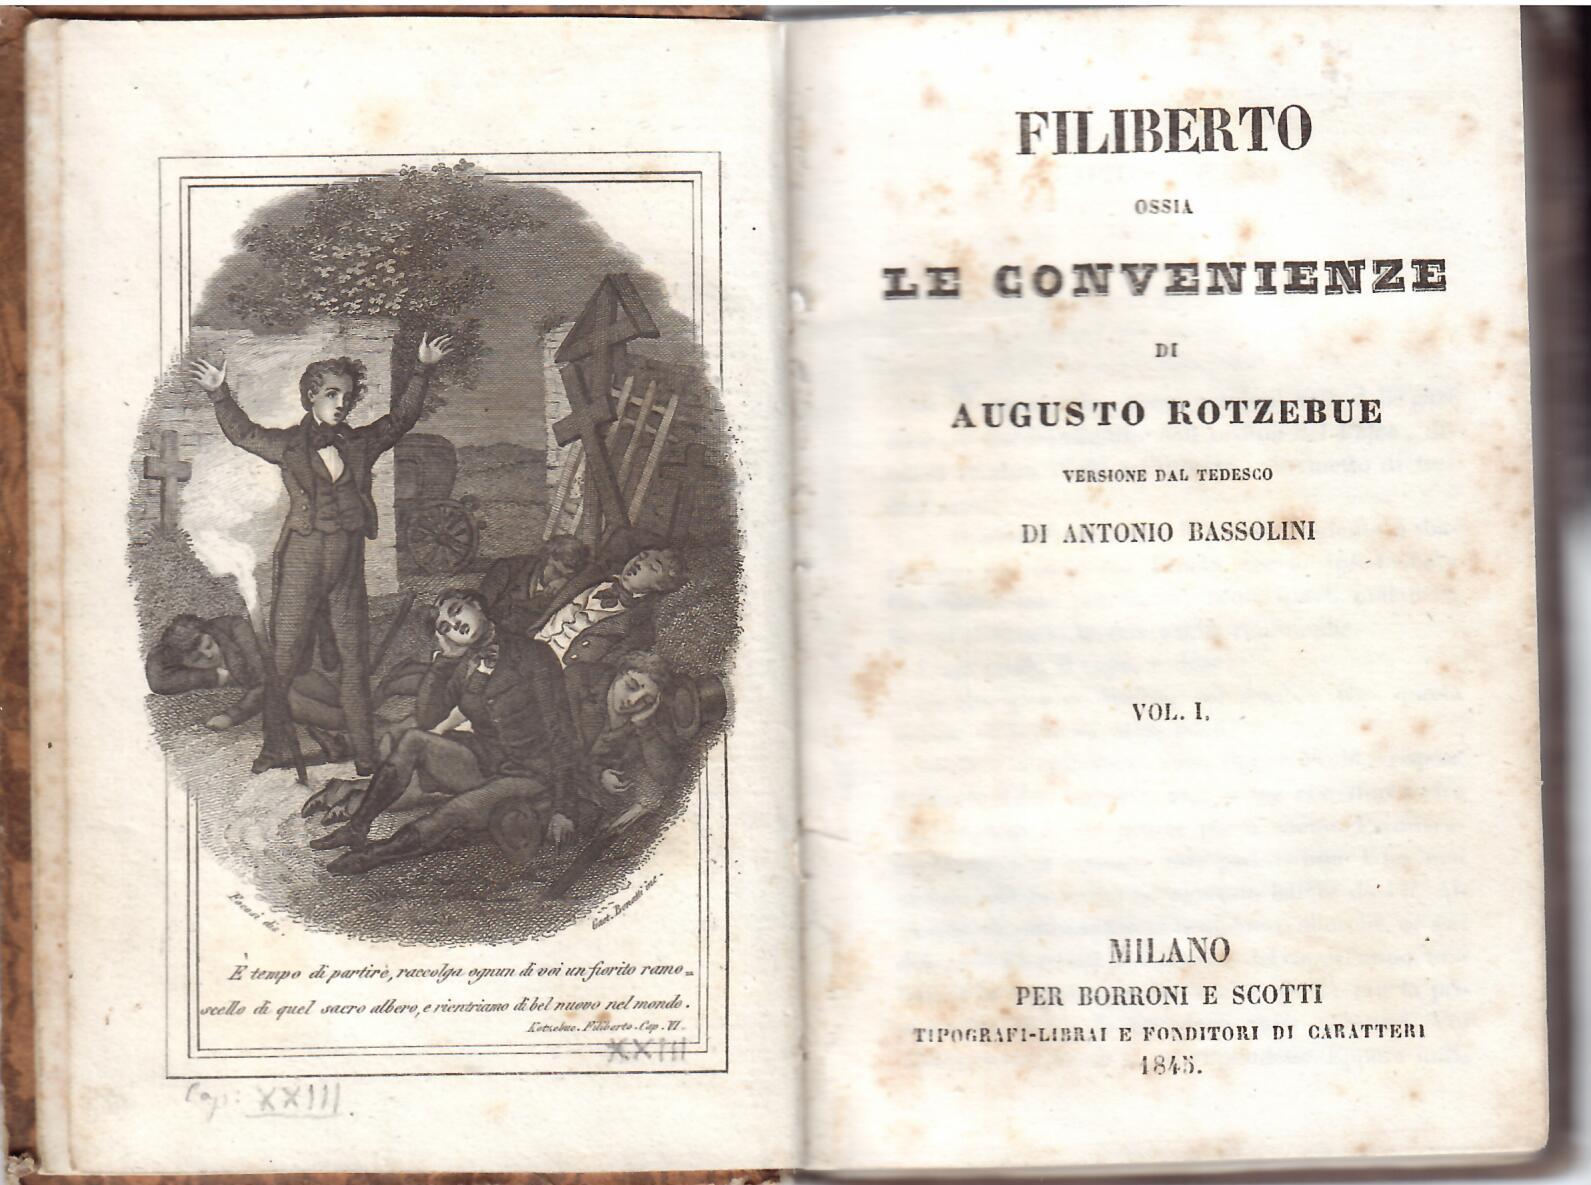 Focosi dis.
Gaet. Bonatti inc.
È tempo di partire, raccolga ognun di voi un fiorito ramo=
scello di quel sacro albero, e rientriamo di bel nuovo nel mondo.
Kotzebue. Filiberto. Cap. VI.
XXIII
Cap: XXIII.
FILIBERTO
OSSIA
LE CONVENIENZE
DI
AUGUSTO KOTZEBUE
VERSIONE DAL TEDESCO
DI ANTONIO BASSOLINI
VOL. I.
MILANO
PER BORRONI E SCOTTI
TIPOGRAFI-LIBRAI E FONDITORI DI CARATTERI
1845.